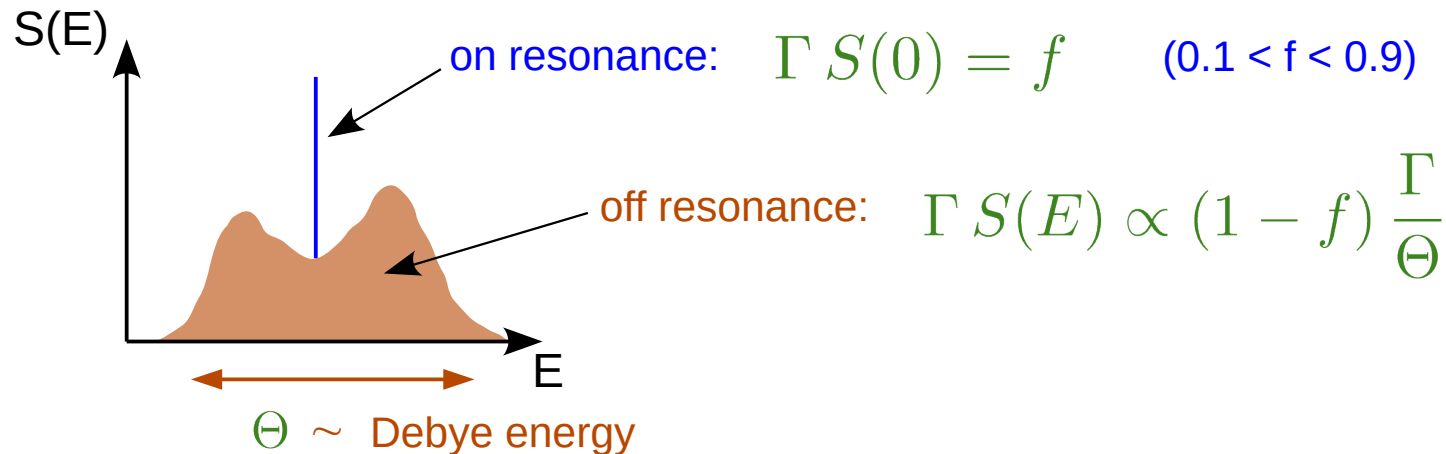 S(E)
on resonance: Γ S(0) = f (0.1 < f < 0.9)
off resonance: Γ S(E) ∝ (1 − f) Γ/Θ
E
Θ ~ Debye energy